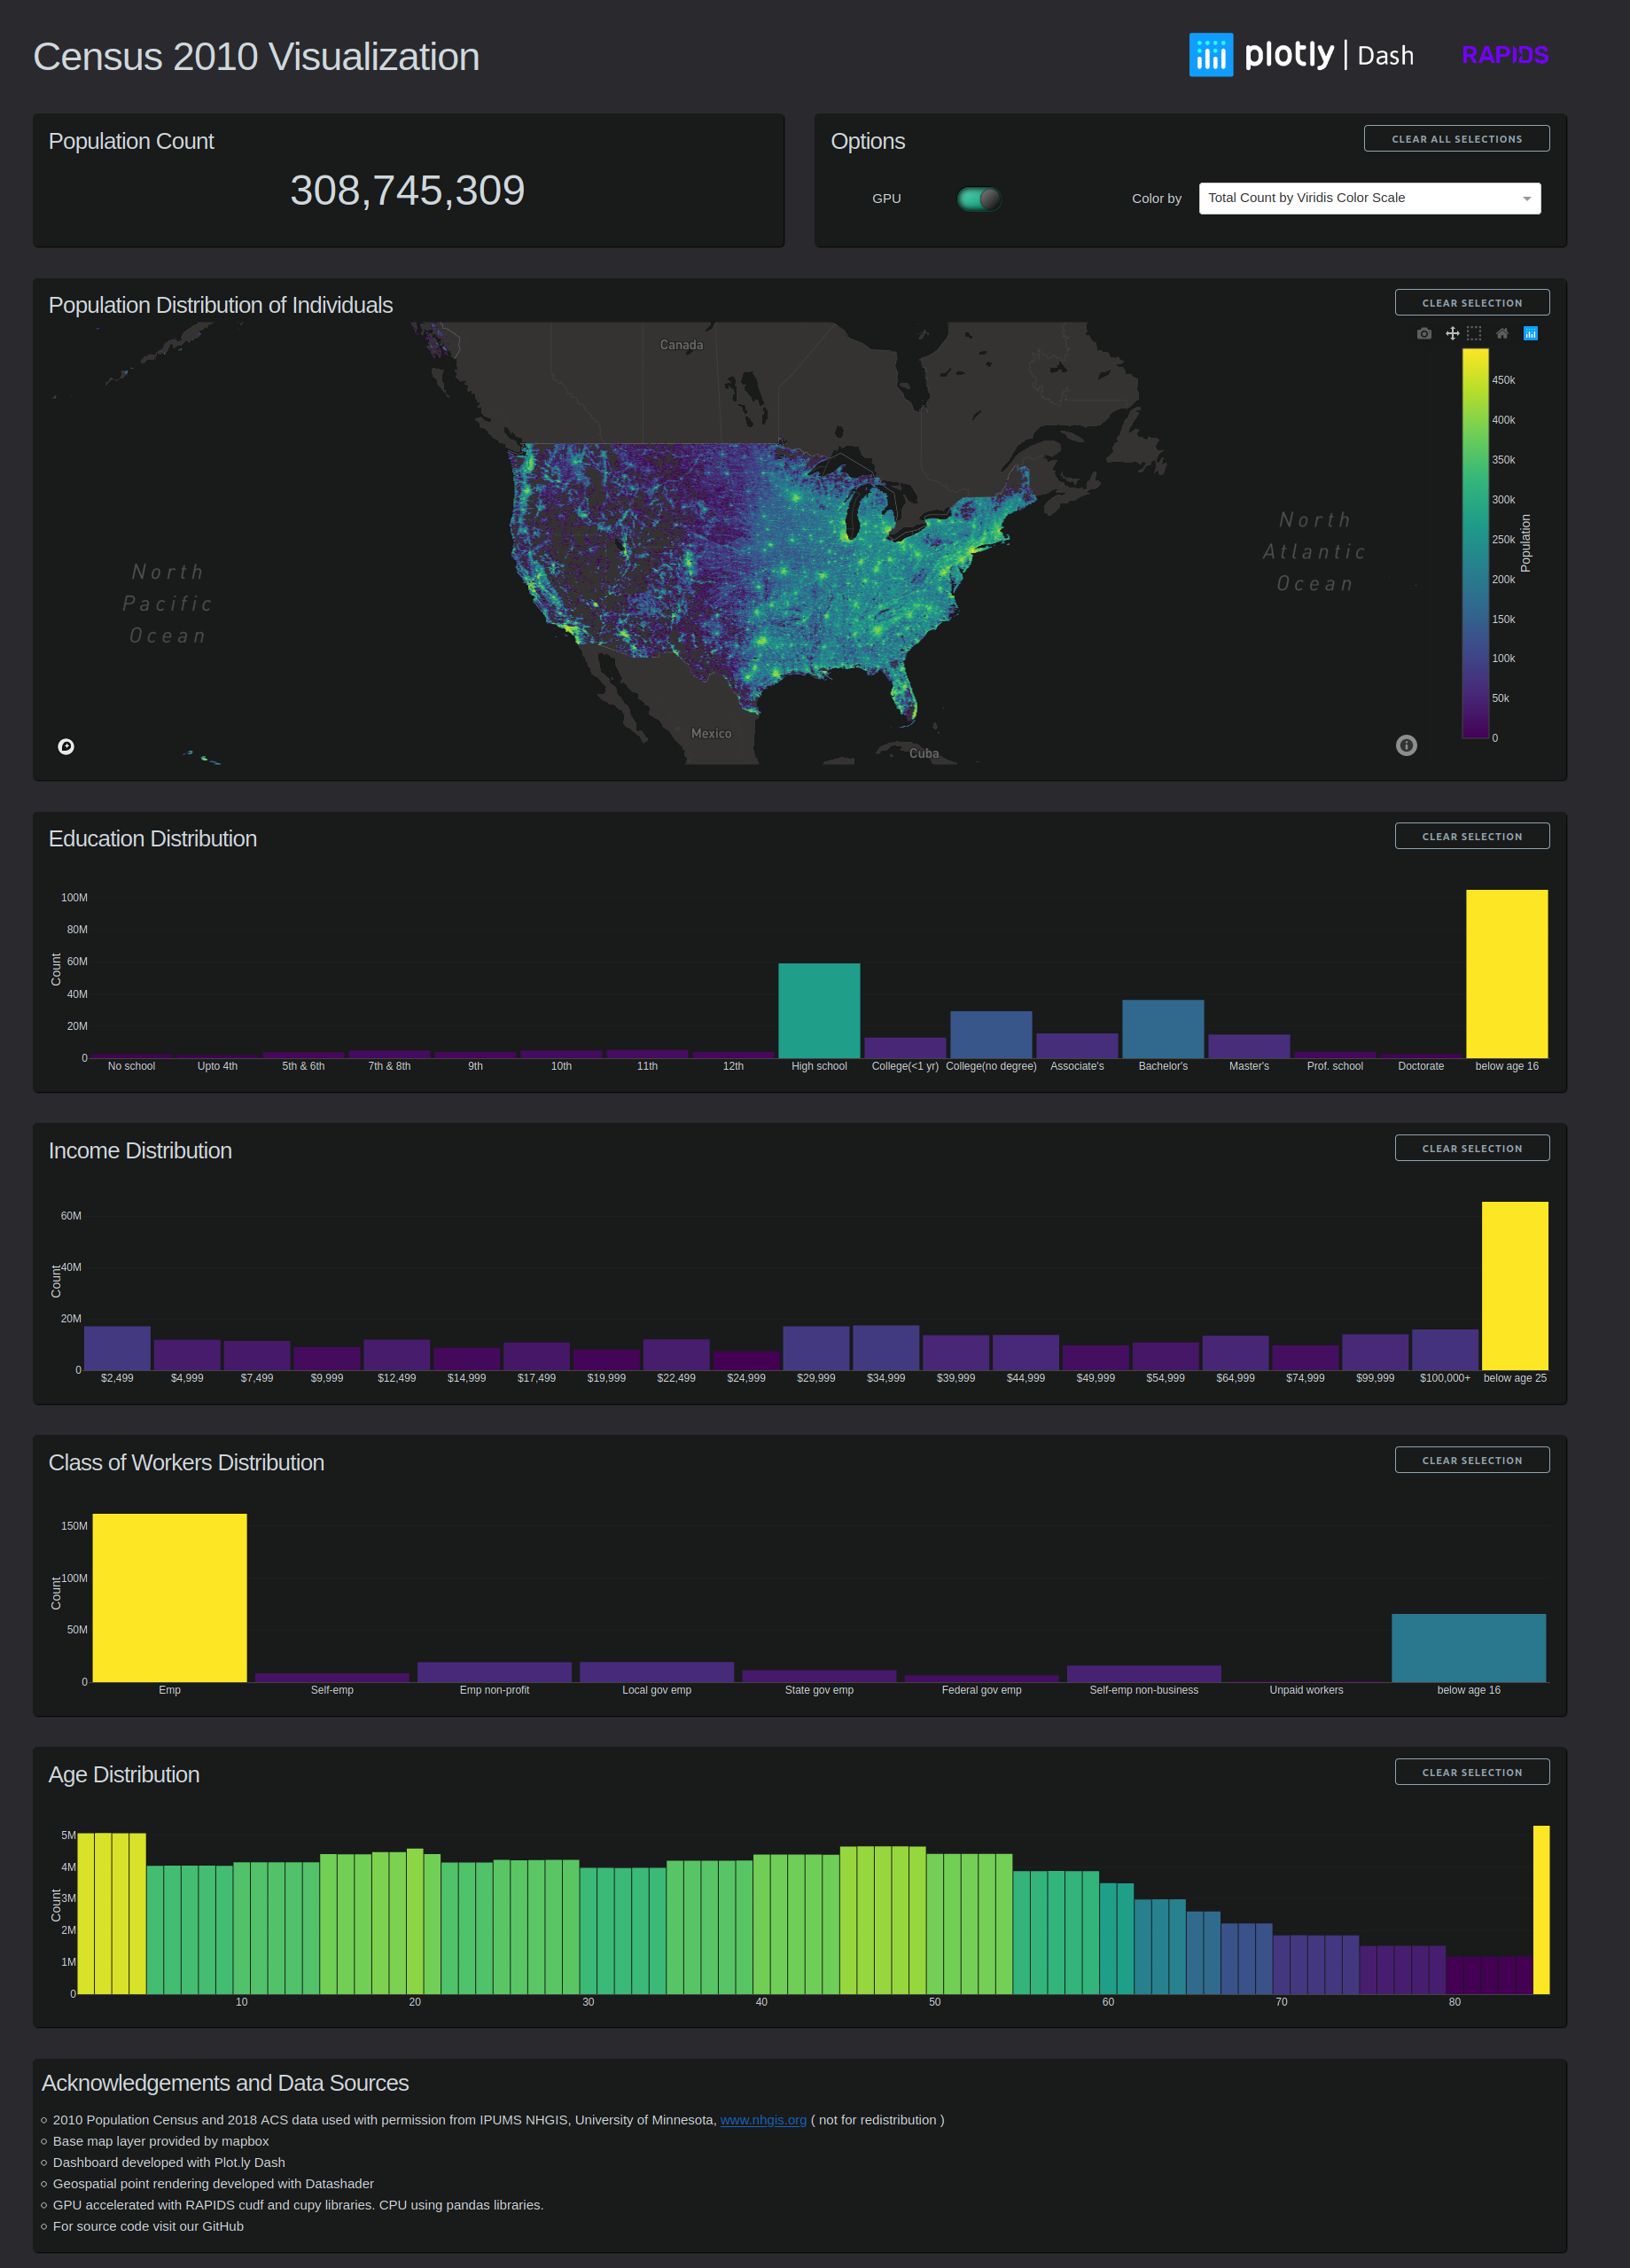 Census 2010 Visualization
plotly | Dash
RAPIDS
Population Count
308,745,309
Options
CLEAR ALL SELECTIONS
GPU
Color by
Total Count by Viridis Color Scale
Population Distribution of Individuals
CLEAR SELECTION
Canada
North
Pacific
Ocean
North
Atlantic
Ocean
Mexico
Cuba
450k
400k
350k
300k
250k
200k
150k
100k
50k
0
Population
Education Distribution
CLEAR SELECTION
Count
100M
80M
60M
40M
20M
0
No school Upto 4th 5th & 6th 7th & 8th 9th 10th 11th 12th High school College(<1 yr) College(no degree) Associate's Bachelor's Master's Prof. school Doctorate below age 16
Income Distribution
CLEAR SELECTION
Count
60M
40M
20M
0
$2,499 $4,999 $7,499 $9,999 $12,499 $14,999 $17,499 $19,999 $22,499 $24,999 $29,999 $34,999 $39,999 $44,999 $49,999 $54,999 $64,999 $74,999 $99,999 $100,000+ below age 25
Class of Workers Distribution
CLEAR SELECTION
Count
150M
100M
50M
0
Emp Self-emp Emp non-profit Local gov emp State gov emp Federal gov emp Self-emp non-business Unpaid workers below age 16
Age Distribution
CLEAR SELECTION
Count
5M
4M
3M
2M
1M
0
10 20 30 40 50 60 70 80
Acknowledgements and Data Sources
2010 Population Census and 2018 ACS data used with permission from IPUMS NHGIS, University of Minnesota, www.nhgis.org ( not for redistribution )
Base map layer provided by mapbox
Dashboard developed with Plot.ly Dash
Geospatial point rendering developed with Datashader
GPU accelerated with RAPIDS cudf and cupy libraries. CPU using pandas libraries.
For source code visit our GitHub